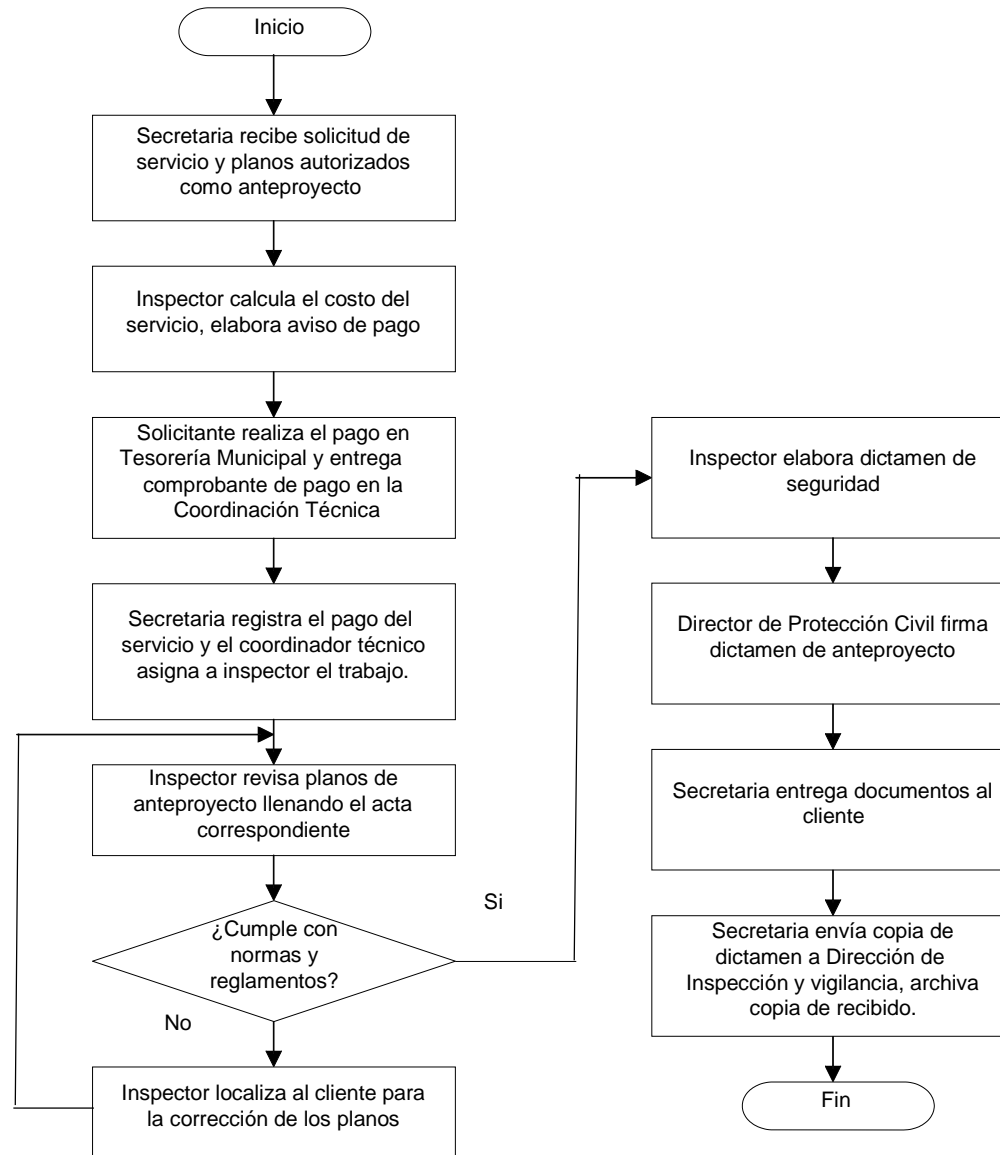 Inicio
Secretaria recibe solicitud de
servicio y planos autorizados
como anteproyecto
Inspector calcula el costo del
servicio, elabora aviso de pago
Solicitante realiza el pago en
Tesorería Municipal y entrega
comprobante de pago en la
Coordinación Técnica
Secretaria registra el pago del
servicio y el coordinador técnico
asigna a inspector el trabajo.
Inspector revisa planos de
anteproyecto llenando el acta
correspondiente
¿Cumple con
normas y
reglamentos?
No
Inspector localiza al cliente para
la corrección de los planos
Si
Inspector elabora dictamen de
seguridad
Director de Protección Civil firma
dictamen de anteproyecto
Secretaria entrega documentos al
cliente
Secretaria envía copia de
dictamen a Dirección de
Inspección y vigilancia, archiva
copia de recibido.
Fin